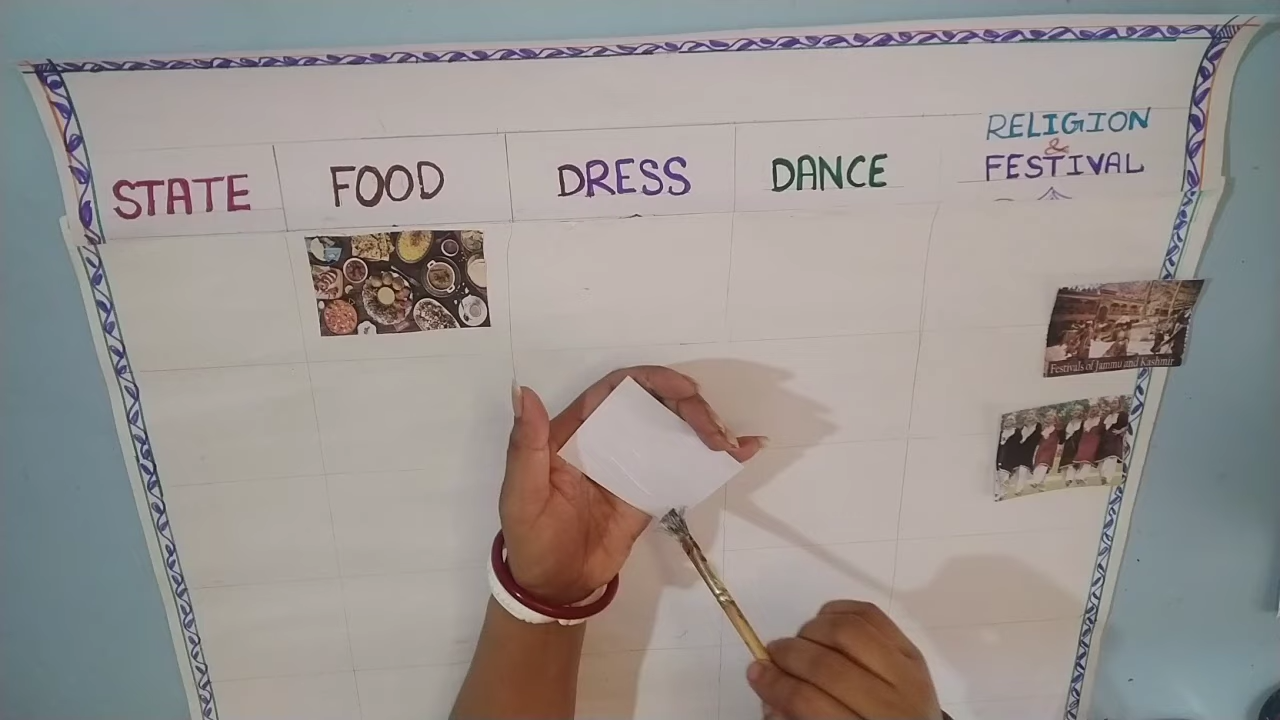 STATE
FOOD
DRESS
DANCE
RELIGION
&
FESTIVAL
Festivals of Jammu and Kashmir